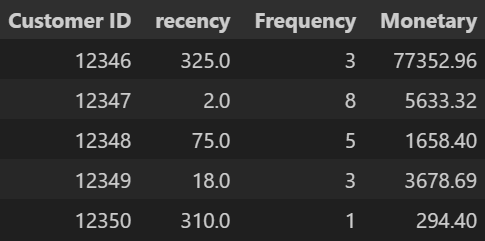 Customer ID recency Frequency Monetary
12346 325.0 3 77352.96
12347 2.0 8 5633.32
12348 75.0 5 1658.40
12349 18.0 3 3678.69
12350 310.0 1 294.40